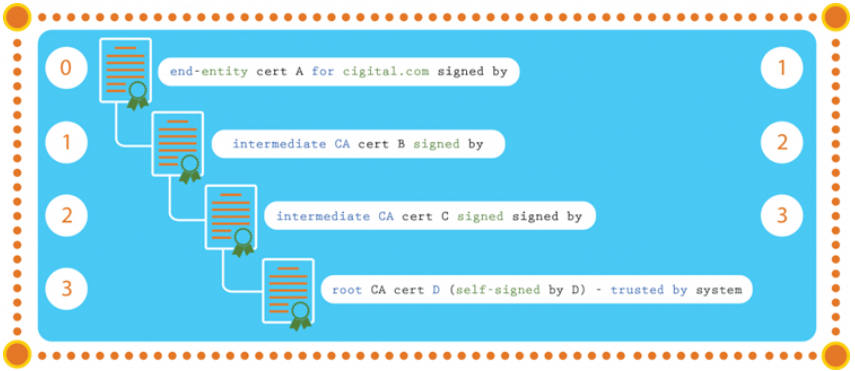 0 end-entity cert A for cigital.com signed by 1
1 intermediate CA cert B signed by 2
2 intermediate CA cert C signed signed by 3
3 root CA cert D (self-signed by D) - trusted by system